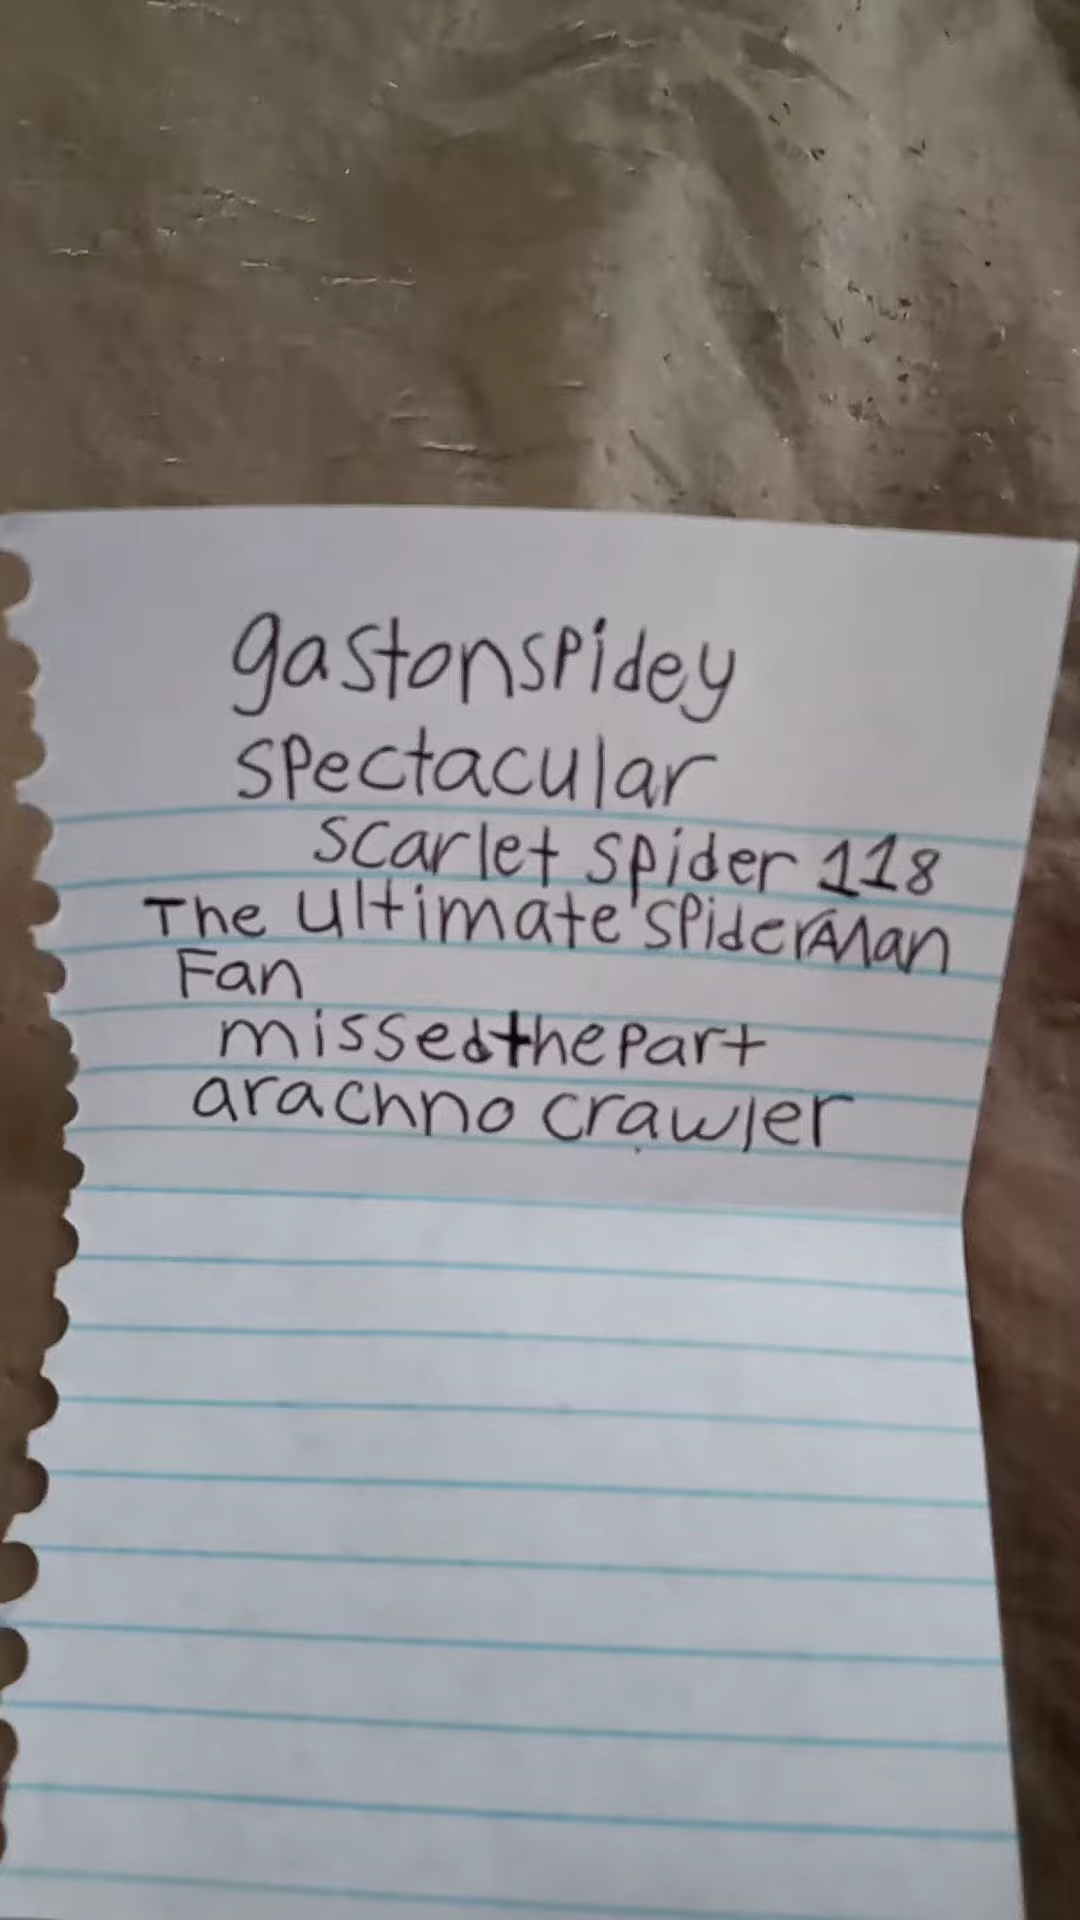 gastonspidey
spectacular
scarlet spider 118
The ultimate spiderman
Fan
missedthepart
arachno crawler